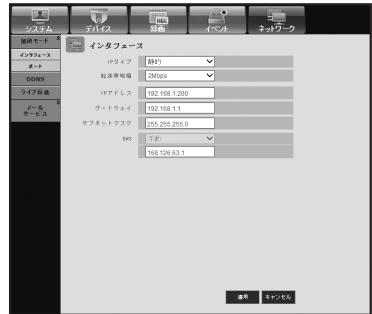 システム デバイス 録画 イベント ネットワーク
REC
接続モード
インタフェース
ポート
DDNS
ライブ伝送
メール
サービス
インタフェース
IPタイプ 静的
転送帯域幅 2Mbps
IPアドレス 192.168.1.200
ゲートウェイ 192.168.1.1
サブネットマスク 255.255.255.0
DNS 手動
168.126.63.1
適用 キャンセル